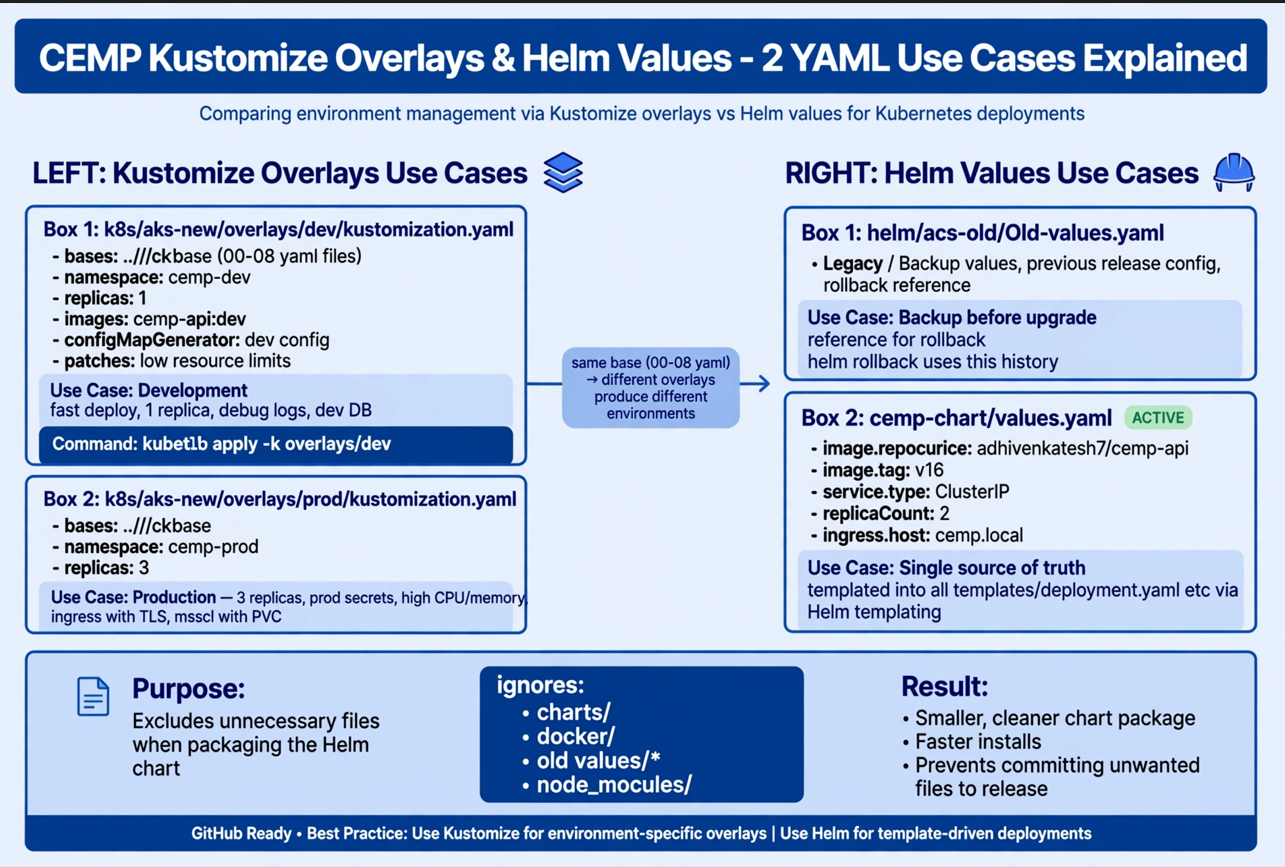 CEMP Kustomize Overlays & Helm Values - 2 YAML Use Cases Explained
Comparing environment management via Kustomize overlays vs Helm values for Kubernetes deployments
LEFT: Kustomize Overlays Use Cases
Box 1: k8s/aks-new/overlays/dev/kustomization.yaml
- bases: ..///ckbase (00-08 yaml files)
- namespace: cemp-dev
- replicas: 1
- images: cemp-api:dev
- configMapGenerator: dev config
- patches: low resource limits
Use Case: Development
fast deploy, 1 replica, debug logs, dev DB
Command: kubetlb apply -k overlays/dev
Box 2: k8s/aks-new/overlays/prod/kustomization.yaml
- bases: ..///ckbase
- namespace: cemp-prod
- replicas: 3
Use Case: Production — 3 replicas, prod secrets, high CPU/memory,
ingress with TLS, msscl with PVC
same base (00-08 yaml)
→ different overlays
produce different
environments
RIGHT: Helm Values Use Cases
Box 1: helm/acs-old/Old-values.yaml
• Legacy / Backup values, previous release config,
rollback reference
Use Case: Backup before upgrade
reference for rollback
helm rollback uses this history
Box 2: cemp-chart/values.yaml ACTIVE
- image.repocurice: adhivenkatesh7/cemp-api
- image.tag: v16
- service.type: ClusterIP
- replicaCount: 2
- ingress.host: cemp.local
Use Case: Single source of truth
templated into all templates/deployment.yaml etc via
Helm templating
Purpose:
Excludes unnecessary files
when packaging the Helm
chart
ignores:
• charts/
• docker/
• old values/*
• node_mocules/
Result:
• Smaller, cleaner chart package
• Faster installs
• Prevents committing unwanted
files to release
GitHub Ready • Best Practice: Use Kustomize for environment-specific overlays | Use Helm for template-driven deployments